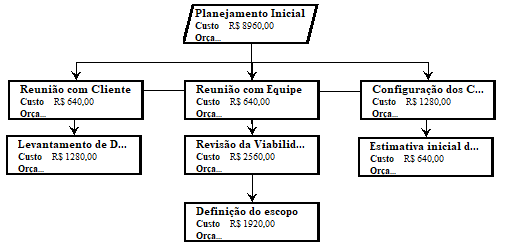 Planejamento Inicial
Custo R$ 8960,00
Orça...
Reunião com Cliente
Custo R$ 640,00
Orça...
Reunião com Equipe
Custo R$ 640,00
Orça...
Configuração dos C...
Custo R$ 1280,00
Orça...
Levantamento de D...
Custo R$ 1280,00
Orça...
Revisão da Viabilid...
Custo R$ 2560,00
Orça...
Estimativa inicial d...
Custo R$ 640,00
Orça...
Definição do escopo
Custo R$ 1920,00
Orça...